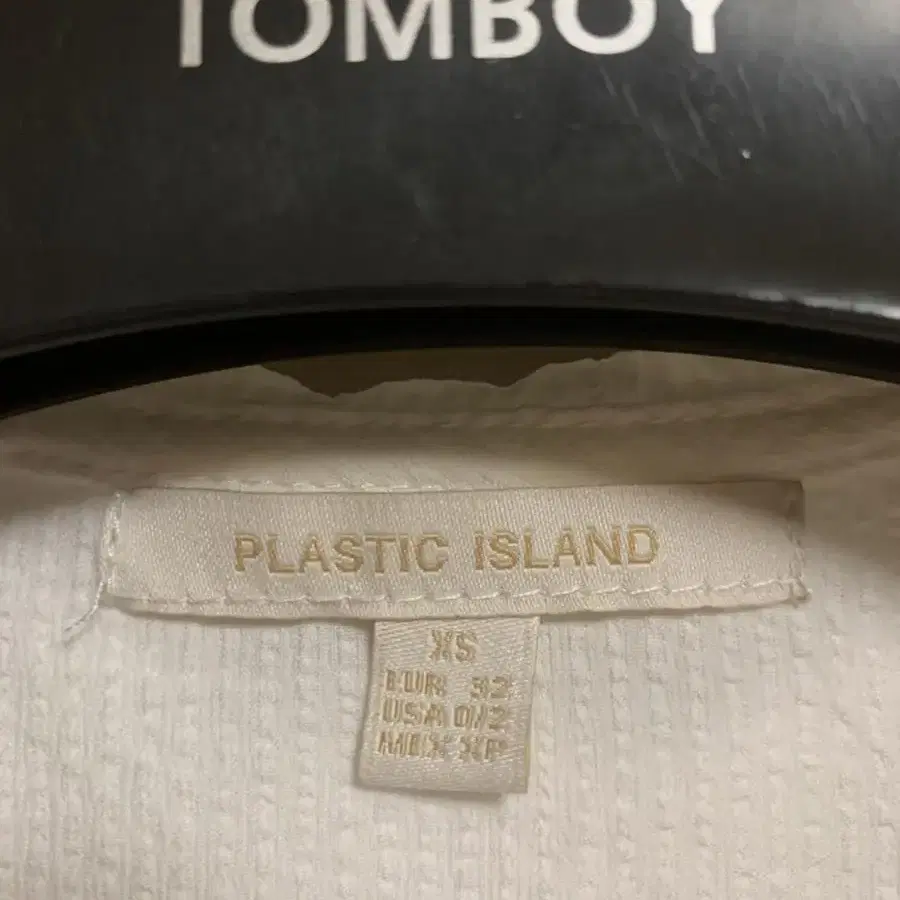 TOMBOY
PLASTIC ISLAND
XS
EUR 32
USA 0/2
MEX XP